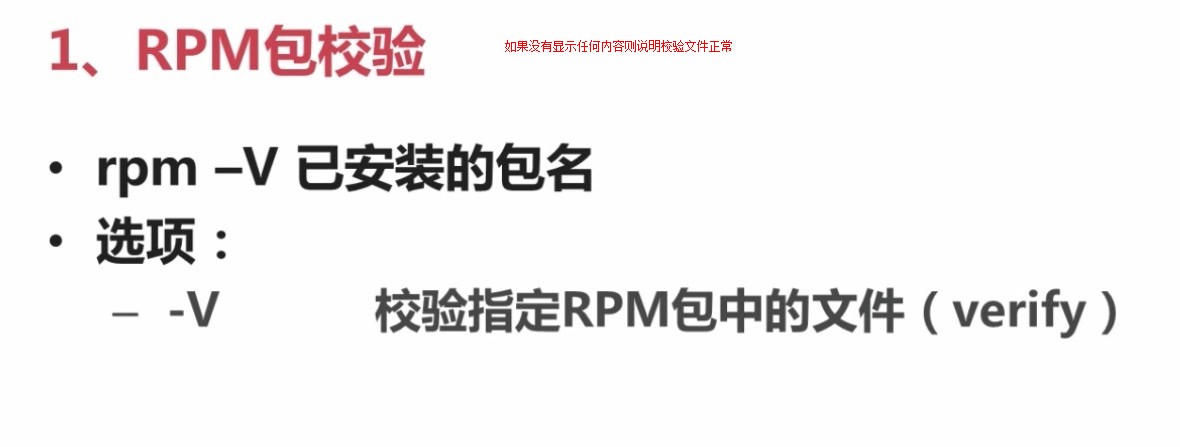 1、RPM包校验
如果没有显示任何内容则说明校验文件正常
• rpm –V 已安装的包名
• 选项：
– -V 校验指定RPM包中的文件（verify）